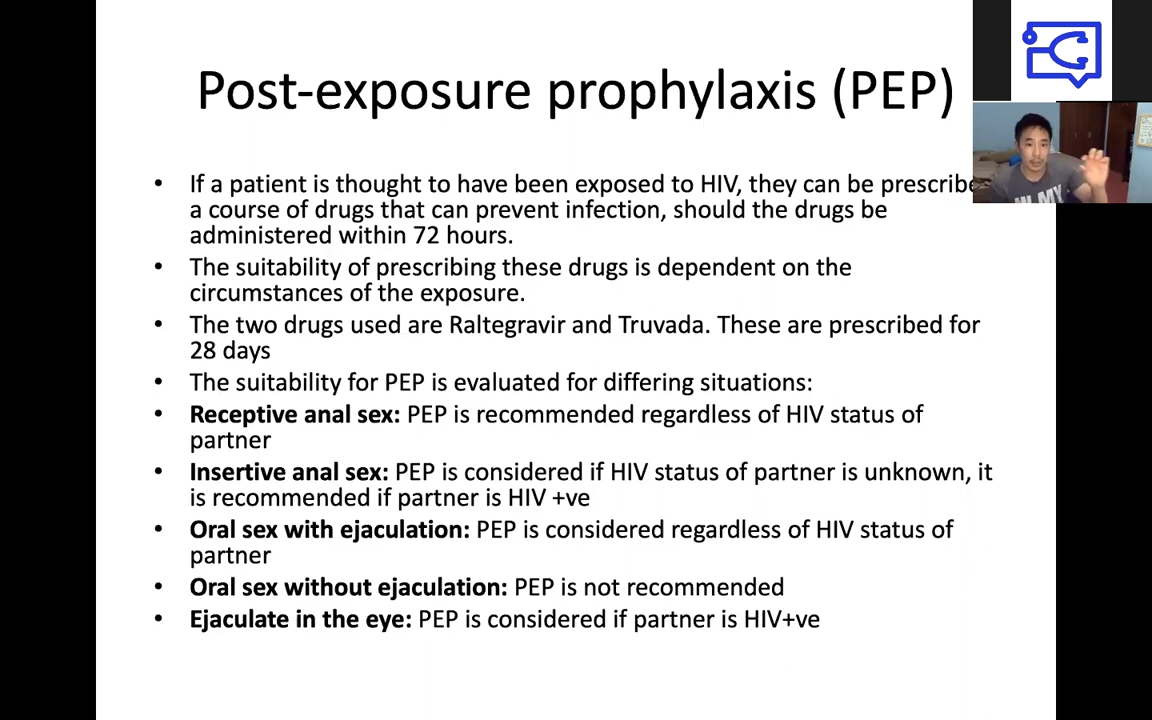 Post-exposure prophylaxis (PEP)
• If a patient is thought to have been exposed to HIV, they can be prescribe
a course of drugs that can prevent infection, should the drugs be
administered within 72 hours.
• The suitability of prescribing these drugs is dependent on the
circumstances of the exposure.
• The two drugs used are Raltegravir and Truvada. These are prescribed for
28 days
• The suitability for PEP is evaluated for differing situations:
• Receptive anal sex: PEP is recommended regardless of HIV status of
partner
• Insertive anal sex: PEP is considered if HIV status of partner is unknown, it
is recommended if partner is HIV +ve
• Oral sex with ejaculation: PEP is considered regardless of HIV status of
partner
• Oral sex without ejaculation: PEP is not recommended
• Ejaculate in the eye: PEP is considered if partner is HIV+ve